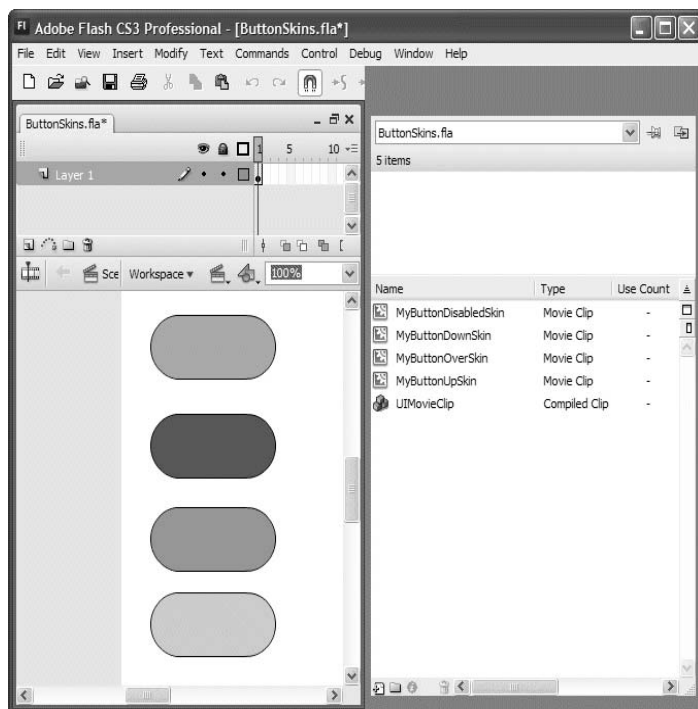 Fl Adobe Flash CS3 Professional - [ButtonSkins.fla*]
File Edit View Insert Modify Text Commands Control Debug Window Help
ButtonSkins.fla*
1 5 10
Layer 1
Sce Workspace 100%
ButtonSkins.fla
5 items
Name Type Use Count
MyButtonDisabledSkin Movie Clip -
MyButtonDownSkin Movie Clip -
MyButtonOverSkin Movie Clip -
MyButtonUpSkin Movie Clip -
UIMovieClip Compiled Clip -